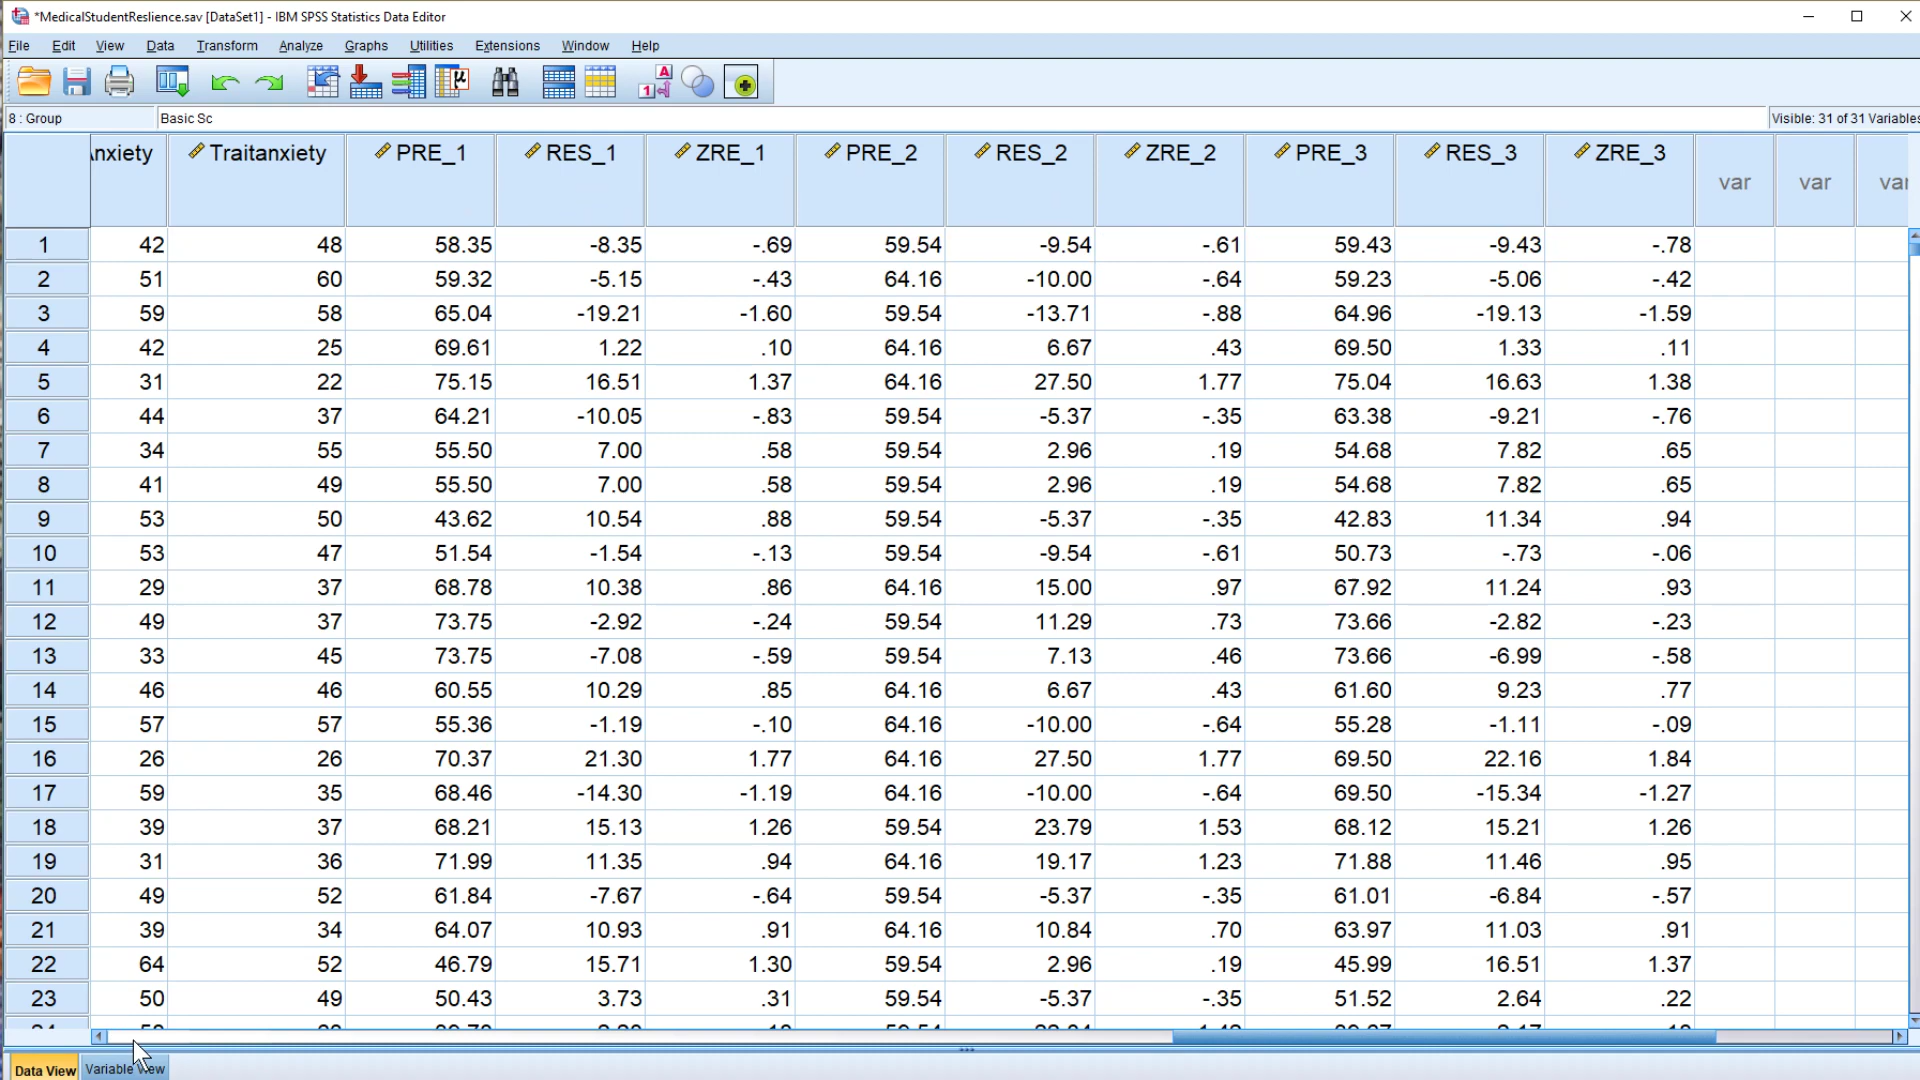 *MedicalStudentReslience.sav [DataSet1] - IBM SPSS Statistics Data Editor
File Edit View Data Transform Analyze Graphs Utilities Extensions Window Help
8 : Group Basic Sc Visible: 31 of 31 Variables
nxiety Traitanxiety PRE_1 RES_1 ZRE_1 PRE_2 RES_2 ZRE_2 PRE_3 RES_3 ZRE_3 var var var
1 42 48 58.35 -8.35 -.69 59.54 -9.54 -.61 59.43 -9.43 -.78
2 51 60 59.32 -5.15 -.43 64.16 -10.00 -.64 59.23 -5.06 -.42
3 59 58 65.04 -19.21 -1.60 59.54 -13.71 -.88 64.96 -19.13 -1.59
4 42 25 69.61 1.22 .10 64.16 6.67 .43 69.50 1.33 .11
5 31 22 75.15 16.51 1.37 64.16 27.50 1.77 75.04 16.63 1.38
6 44 37 64.21 -10.05 -.83 59.54 -5.37 -.35 63.38 -9.21 -.76
7 34 55 55.50 7.00 .58 59.54 2.96 .19 54.68 7.82 .65
8 41 49 55.50 7.00 .58 59.54 2.96 .19 54.68 7.82 .65
9 53 50 43.62 10.54 .88 59.54 -5.37 -.35 42.83 11.34 .94
10 53 47 51.54 -1.54 -.13 59.54 -9.54 -.61 50.73 -.73 -.06
11 29 37 68.78 10.38 .86 64.16 15.00 .97 67.92 11.24 .93
12 49 37 73.75 -2.92 -.24 59.54 11.29 .73 73.66 -2.82 -.23
13 33 45 73.75 -7.08 -.59 59.54 7.13 .46 73.66 -6.99 -.58
14 46 46 60.55 10.29 .85 64.16 6.67 .43 61.60 9.23 .77
15 57 57 55.36 -1.19 -.10 64.16 -10.00 -.64 55.28 -1.11 -.09
16 26 26 70.37 21.30 1.77 64.16 27.50 1.77 69.50 22.16 1.84
17 59 35 68.46 -14.30 -1.19 64.16 -10.00 -.64 69.50 -15.34 -1.27
18 39 37 68.21 15.13 1.26 59.54 23.79 1.53 68.12 15.21 1.26
19 31 36 71.99 11.35 .94 64.16 19.17 1.23 71.88 11.46 .95
20 49 52 61.84 -7.67 -.64 59.54 -5.37 -.35 61.01 -6.84 -.57
21 39 34 64.07 10.93 .91 64.16 10.84 .70 63.97 11.03 .91
22 64 52 46.79 15.71 1.30 59.54 2.96 .19 45.99 16.51 1.37
23 50 49 50.43 3.73 .31 59.54 -5.37 -.35 51.52 2.64 .22
Data View Variable View